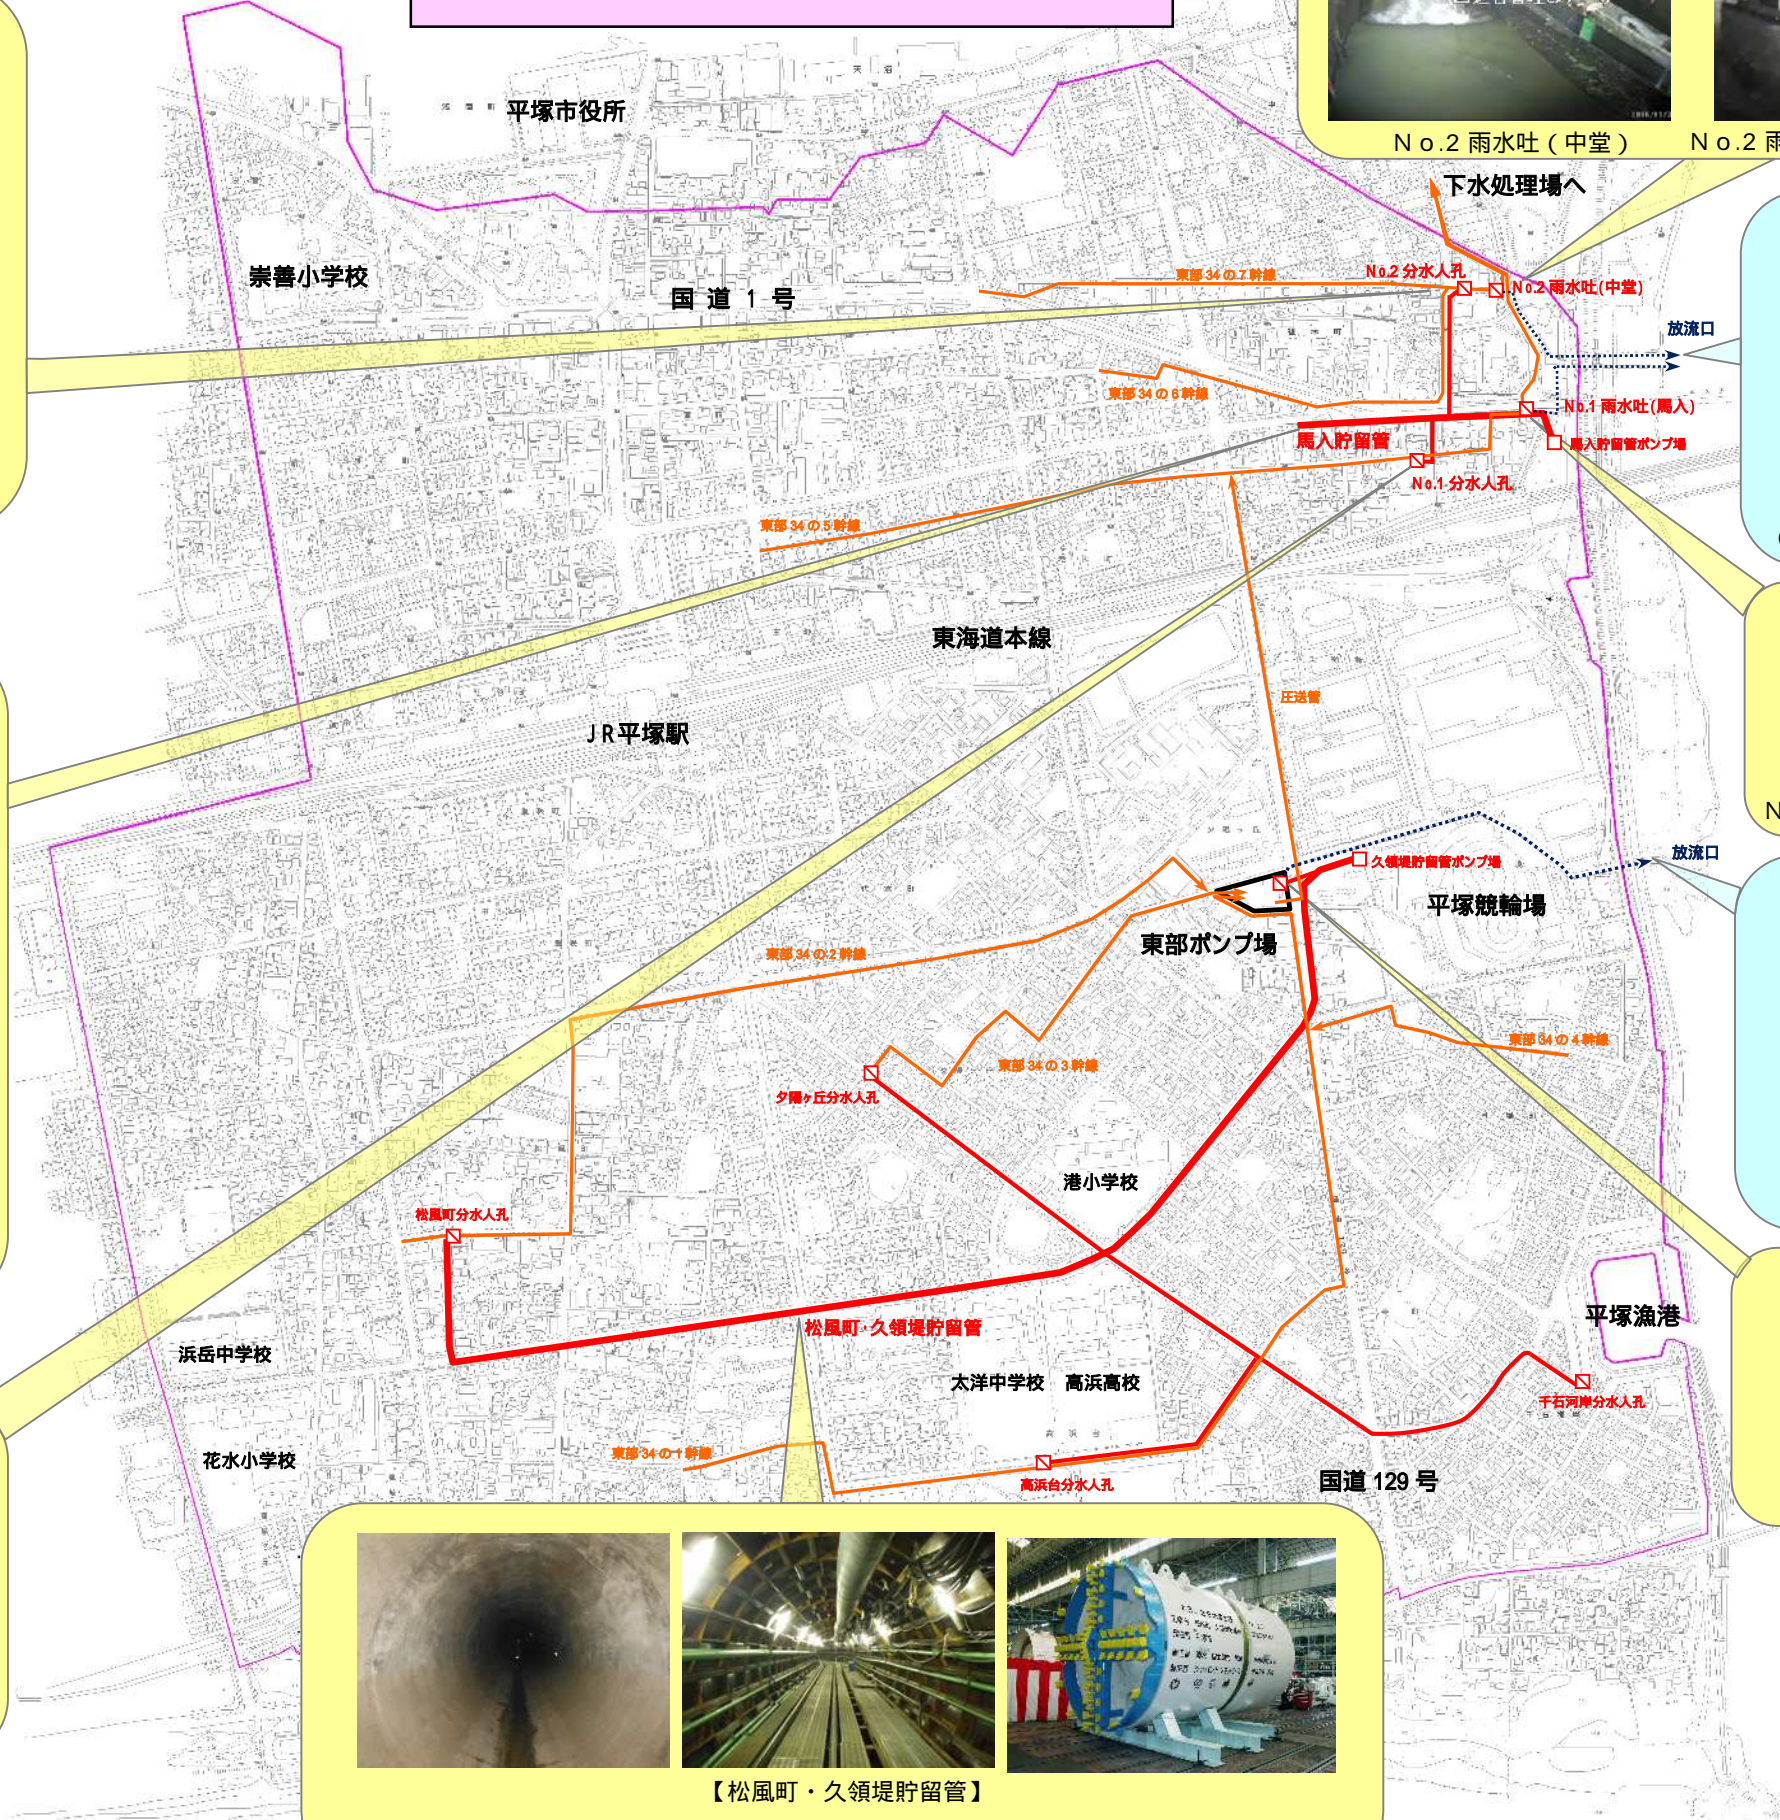 No.2 雨水吐（中堂）
No.2 雨
平塚市役所
下水処理場へ
崇善小学校
国道1号
東部34の7幹線
No.2 分水人孔
No.2 雨水吐(中堂)
放流口
東部34の6幹線
No.1 雨水吐(馬入)
馬入貯留管
馬入貯留管ポンプ場
No.1 分水人孔
東部34の5幹線
東海道本線
圧送管
JR平塚駅
久領堤貯留管ポンプ場
放流口
平塚競輪場
東部ポンプ場
東部34の2幹線
東部34の4幹線
東部34の3幹線
夕陽ヶ丘分水人孔
港小学校
松風町分水人孔
平塚漁港
松風町・久領堤貯留管
浜岳中学校
太洋中学校 高浜高校
千石河岸分水人孔
高浜台
東部34の1幹線
花水小学校
高浜台分水人孔
国道129号
【松風町・久領堤貯留管】